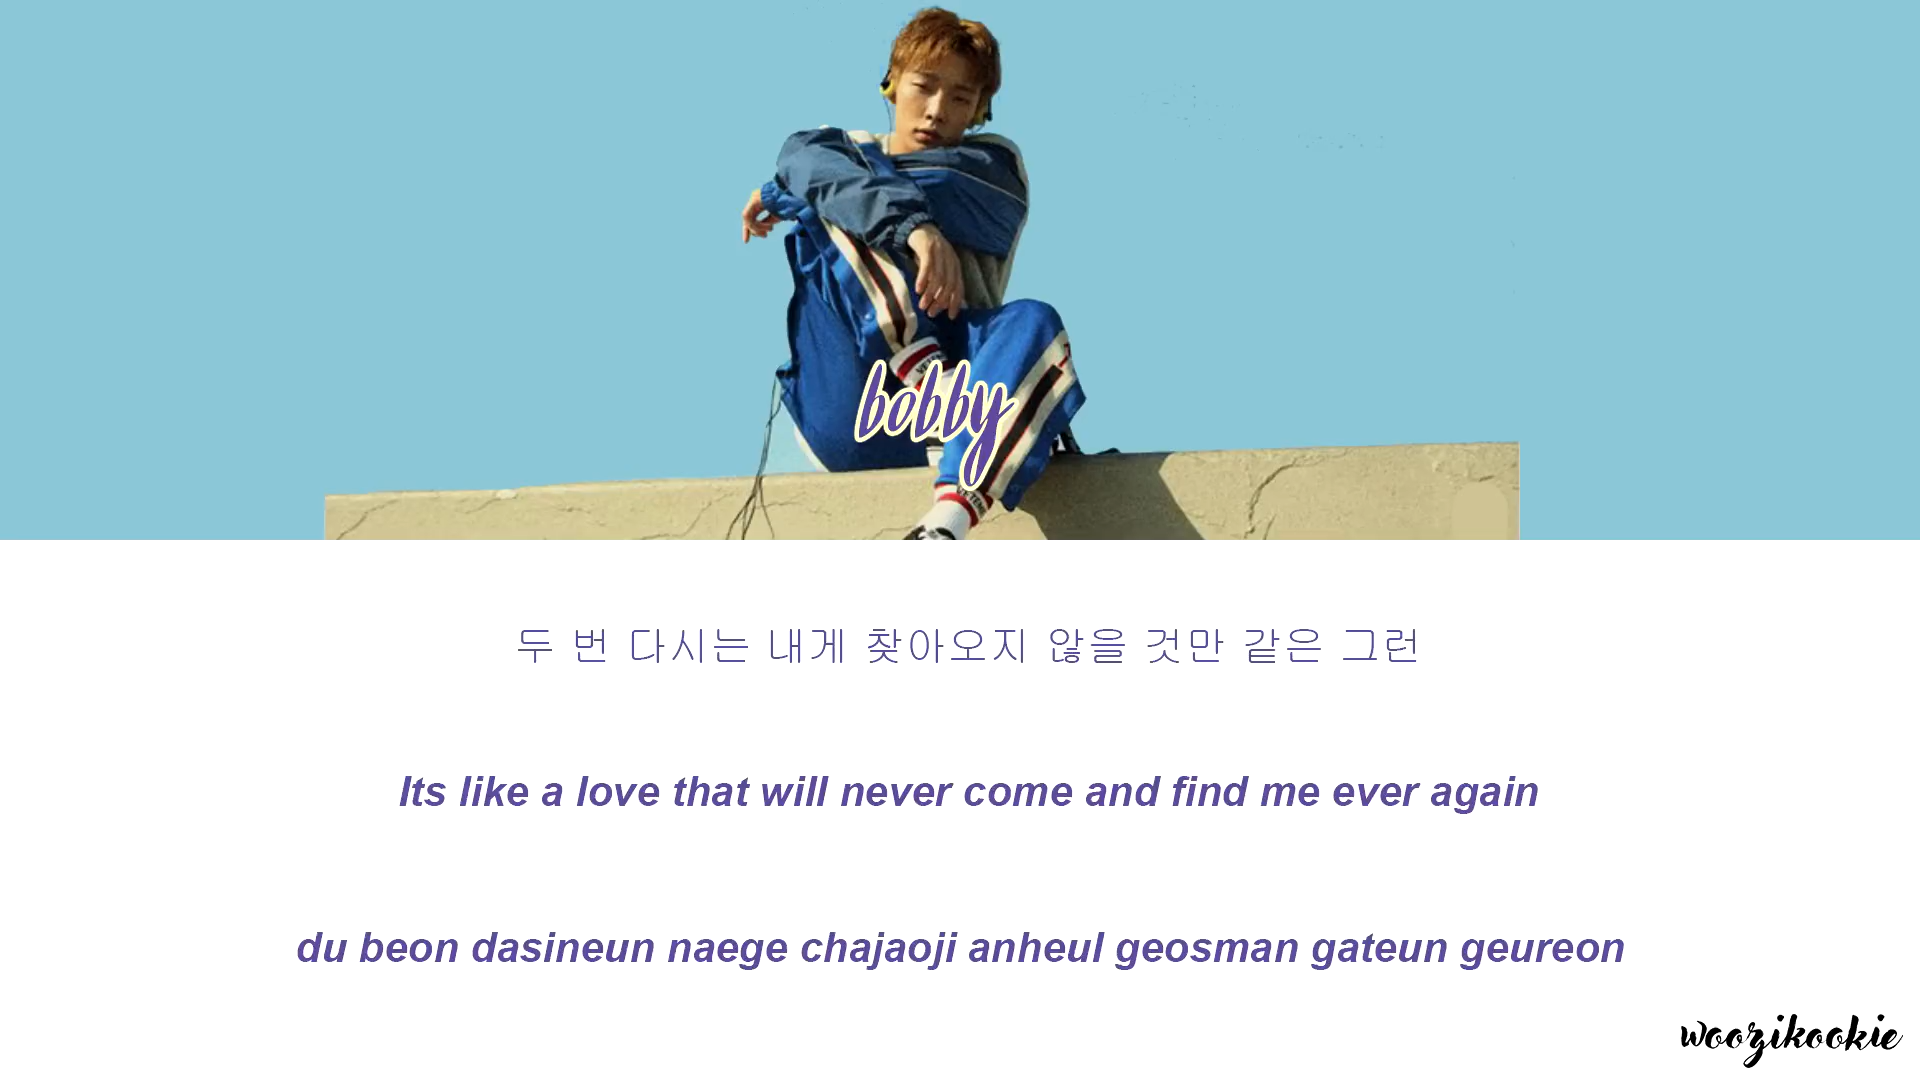 bobby
두 번 다시는 내게 찾아오지 않을 것만 같은 그런
Its like a love that will never come and find me ever again
du beon dasineun naege chajaoji anheul geosman gateun geureon
woozikookie